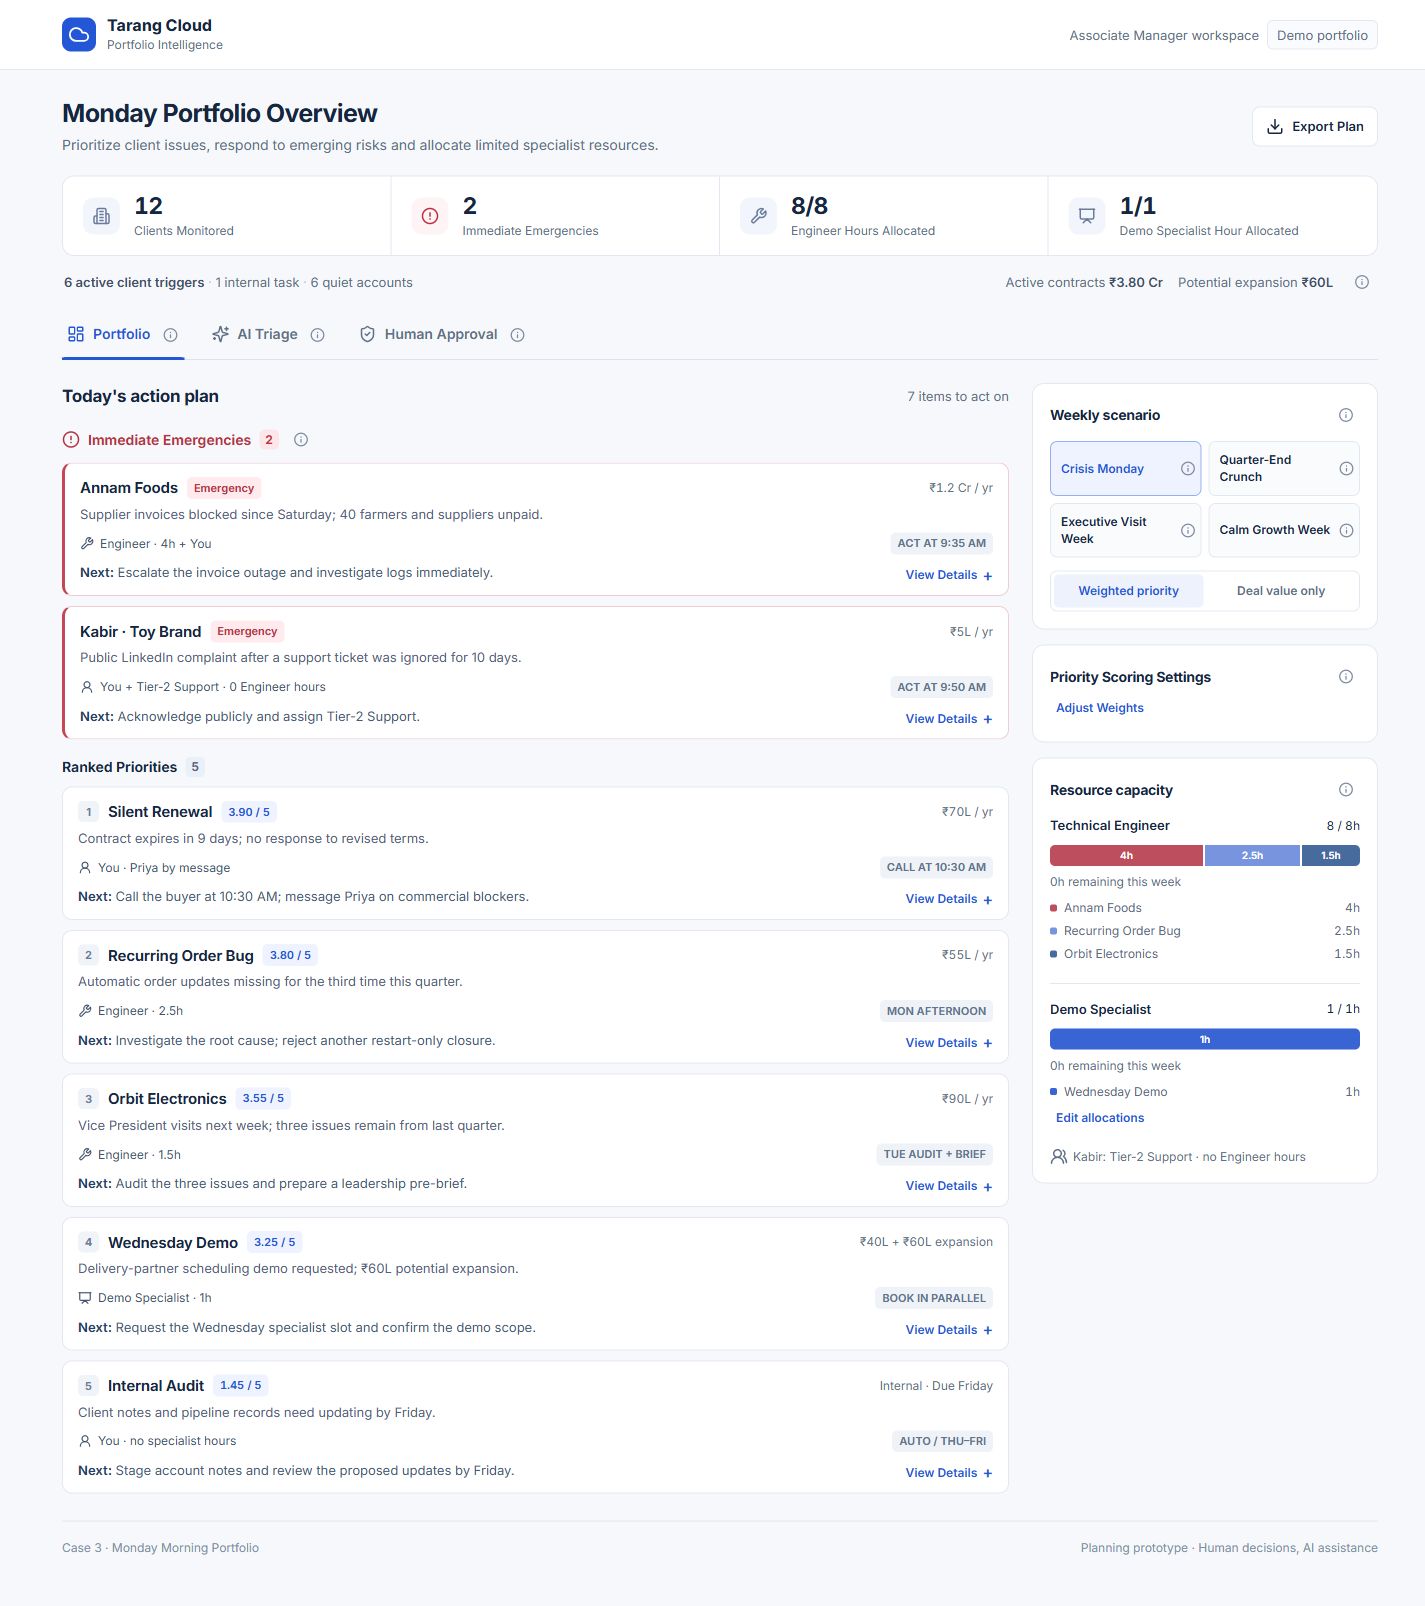 Tarang Cloud
Portfolio Intelligence
Associate Manager workspace
Demo portfolio
Monday Portfolio Overview
Prioritize client issues, respond to emerging risks and allocate limited specialist resources.
Export Plan
12
Clients Monitored
2
Immediate Emergencies
8/8
Engineer Hours Allocated
1/1
Demo Specialist Hour Allocated
6 active client triggers · 1 internal task · 6 quiet accounts
Active contracts ₹3.80 Cr Potential expansion ₹60L
Portfolio
AI Triage
Human Approval
Today's action plan
7 items to act on
Immediate Emergencies 2
Annam Foods Emergency
₹1.2 Cr / yr
Supplier invoices blocked since Saturday; 40 farmers and suppliers unpaid.
Engineer · 4h + You
ACT AT 9:35 AM
Next: Escalate the invoice outage and investigate logs immediately.
View Details +
Kabir · Toy Brand Emergency
₹5L / yr
Public LinkedIn complaint after a support ticket was ignored for 10 days.
You + Tier-2 Support · 0 Engineer hours
ACT AT 9:50 AM
Next: Acknowledge publicly and assign Tier-2 Support.
View Details +
Ranked Priorities 5
1 Silent Renewal 3.90 / 5
₹70L / yr
Contract expires in 9 days; no response to revised terms.
You · Priya by message
CALL AT 10:30 AM
Next: Call the buyer at 10:30 AM; message Priya on commercial blockers.
View Details +
2 Recurring Order Bug 3.80 / 5
₹55L / yr
Automatic order updates missing for the third time this quarter.
Engineer · 2.5h
MON AFTERNOON
Next: Investigate the root cause; reject another restart-only closure.
View Details +
3 Orbit Electronics 3.55 / 5
₹90L / yr
Vice President visits next week; three issues remain from last quarter.
Engineer · 1.5h
TUE AUDIT + BRIEF
Next: Audit the three issues and prepare a leadership pre-brief.
View Details +
4 Wednesday Demo 3.25 / 5
₹40L + ₹60L expansion
Delivery-partner scheduling demo requested; ₹60L potential expansion.
Demo Specialist · 1h
BOOK IN PARALLEL
Next: Request the Wednesday specialist slot and confirm the demo scope.
View Details +
5 Internal Audit 1.45 / 5
Internal · Due Friday
Client notes and pipeline records need updating by Friday.
You · no specialist hours
AUTO / THU–FRI
Next: Stage account notes and review the proposed updates by Friday.
View Details +
Weekly scenario
Crisis Monday
Quarter-End
Crunch
Executive Visit
Week
Calm Growth Week
Weighted priority
Deal value only
Priority Scoring Settings
Adjust Weights
Resource capacity
Technical Engineer 8 / 8h
4h 2.5h 1.5h
0h remaining this week
Annam Foods 4h
Recurring Order Bug 2.5h
Orbit Electronics 1.5h
Demo Specialist 1 / 1h
1h
0h remaining this week
Wednesday Demo 1h
Edit allocations
Kabir: Tier-2 Support · no Engineer hours
Case 3 · Monday Morning Portfolio
Planning prototype · Human decisions, AI assistance